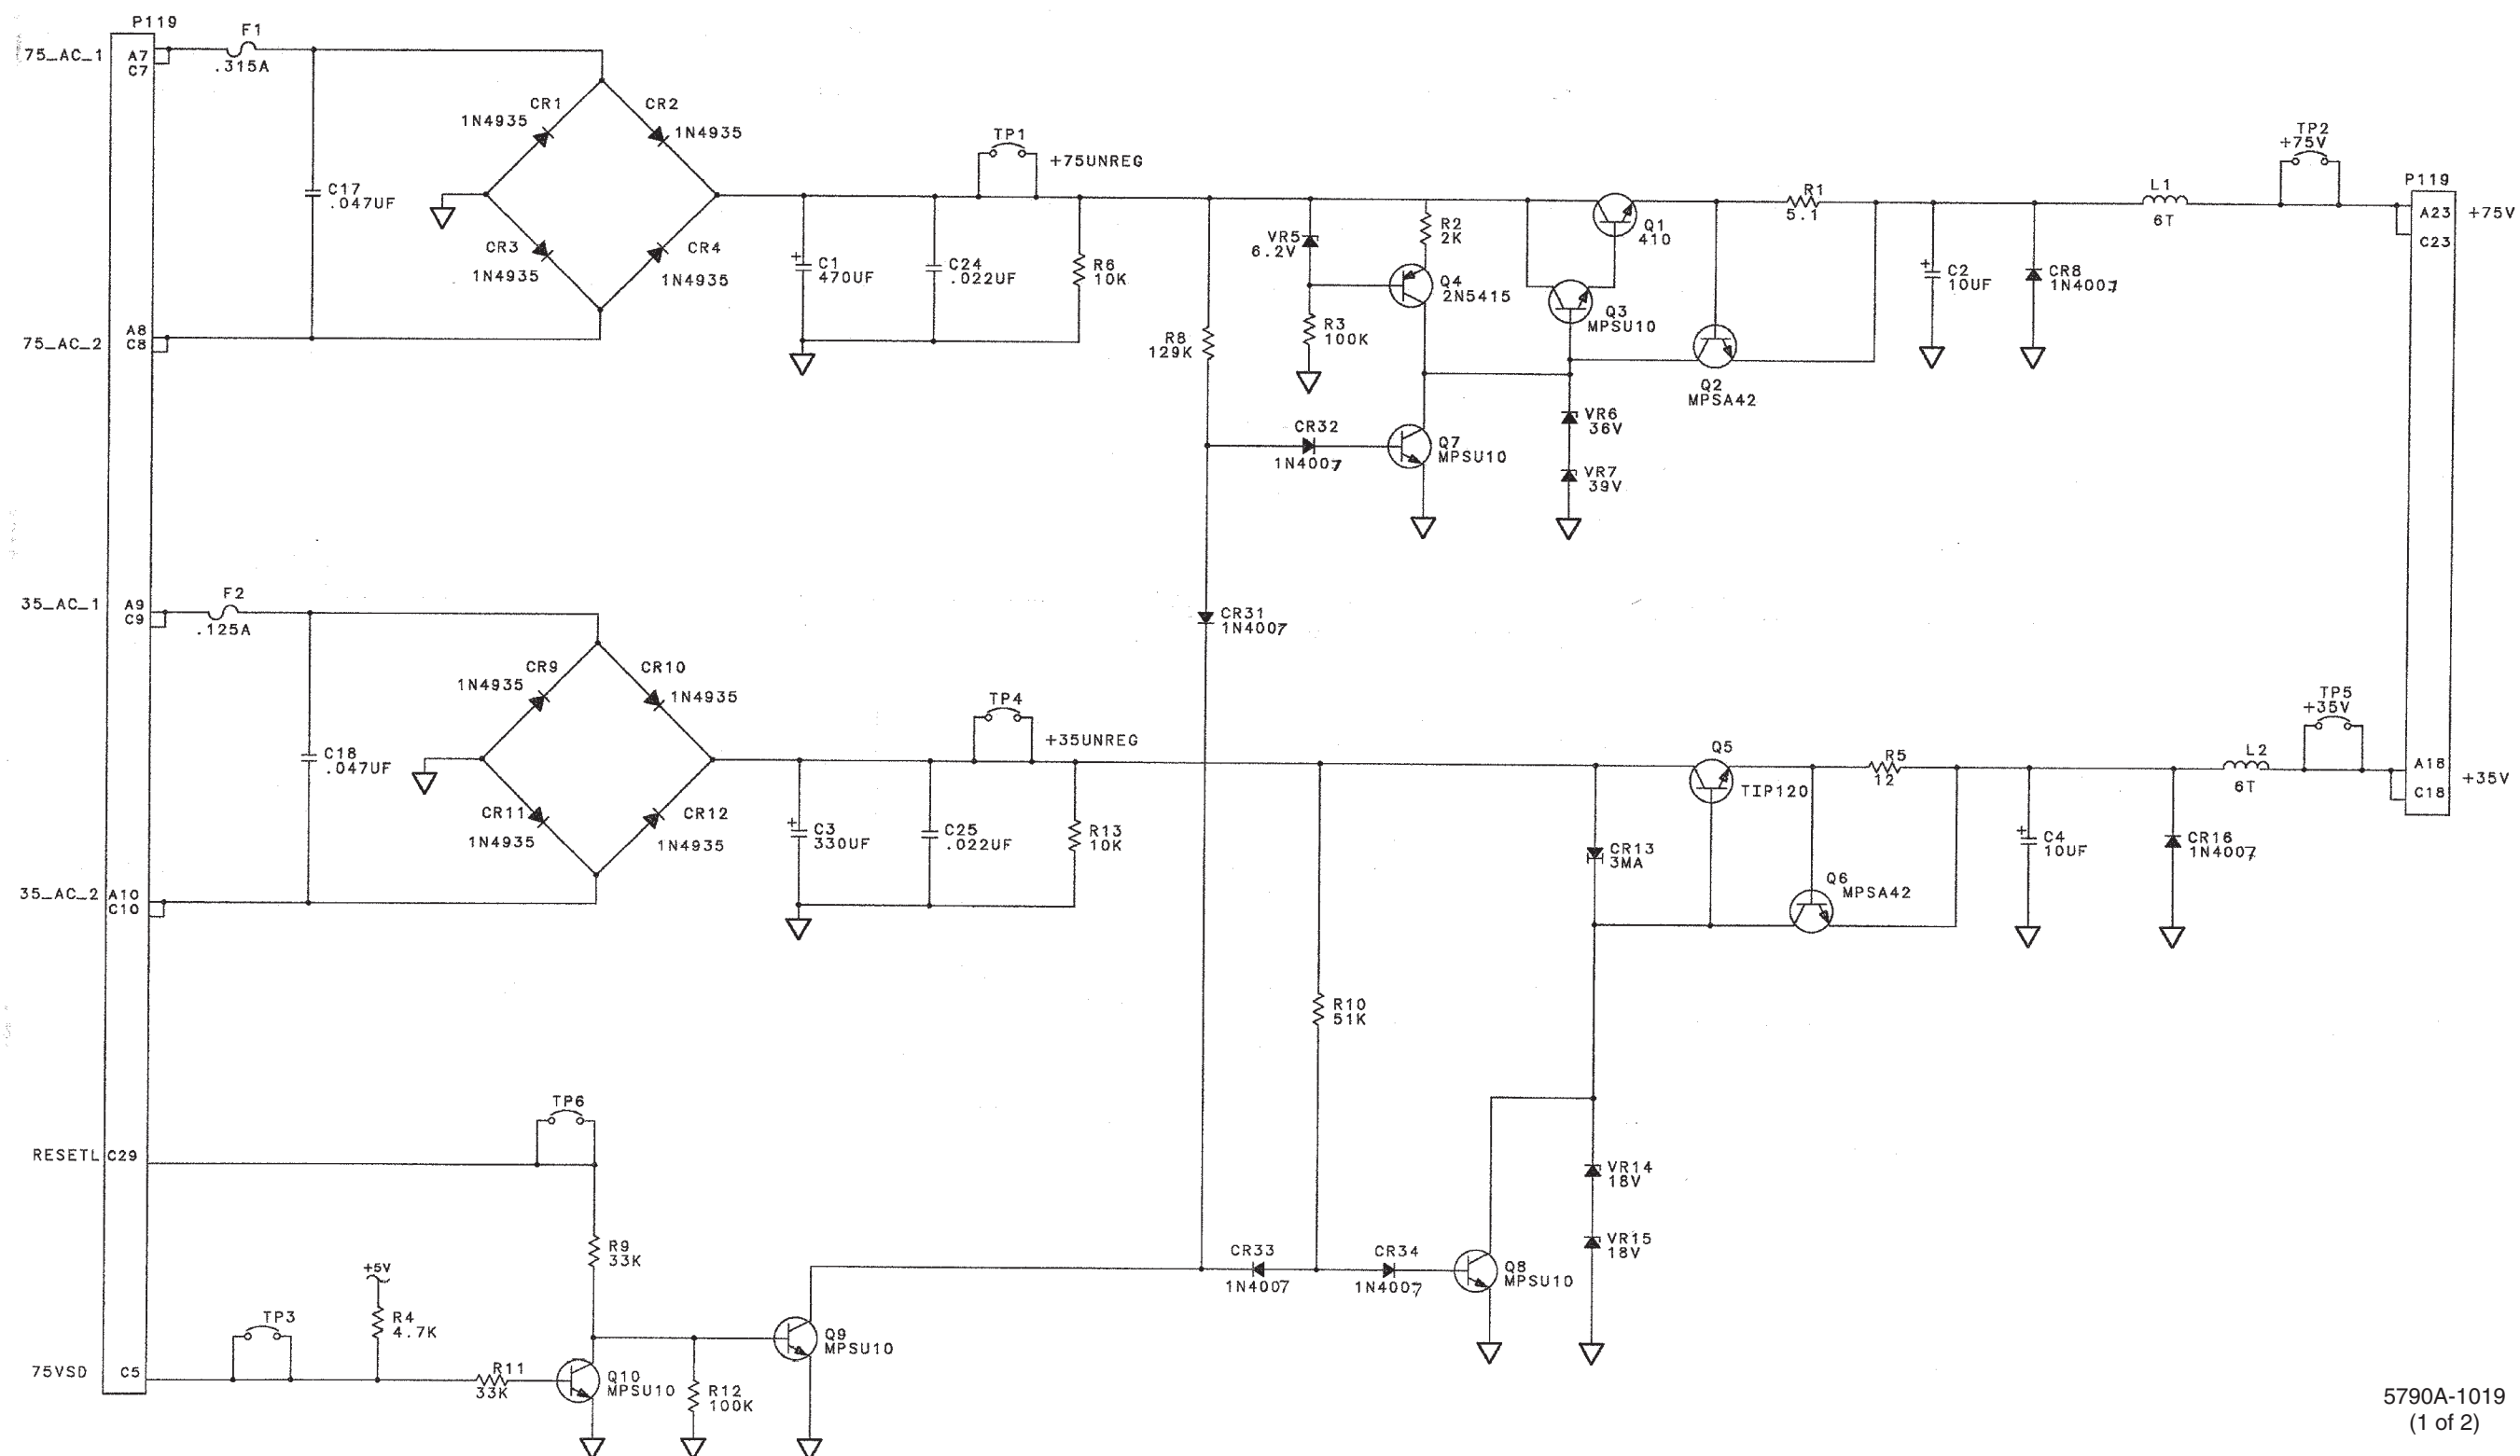 P119
75_AC_1
A7
C7
F1
.315A
CR1
1N4935
CR2
1N4935
C17
.047UF
CR3
1N4935
CR4
1N4935
75_AC_2
A8
C8
TP1
+75UNREG
+
C1
470UF
C24
.022UF
R6
10K
R8
129K
VR5
6.2V
R2
2K
Q4
2N5415
R3
100K
Q1
410
Q3
MPSU10
R1
5.1
Q2
MPSA42
+
C2
10UF
CR8
1N4007
L1
6T
TP2
+75V
P119
A23
C23
+75V
CR32
1N4007
Q7
MPSU10
VR6
36V
VR7
39V
35_AC_1
A9
C9
F2
.125A
CR31
1N4007
CR9
1N4935
CR10
1N4935
C18
.047UF
CR11
1N4935
CR12
1N4935
35_AC_2
A10
C10
TP4
+35UNREG
+
C3
330UF
C25
.022UF
R13
10K
Q5
TIP120
R5
12
CR13
3MA
Q6
MPSA42
+
C4
10UF
CR16
1N4007
L2
6T
TP5
+35V
A18
C18
+35V
R10
51K
TP6
RESETL
C29
R9
33K
VR14
18V
VR15
18V
CR33
1N4007
CR34
1N4007
Q8
MPSU10
+5V
R4
4.7K
TP3
75VSD
C5
R11
33K
Q10
MPSU10
R12
100K
Q9
MPSU10
5790A-1019
(1 of 2)